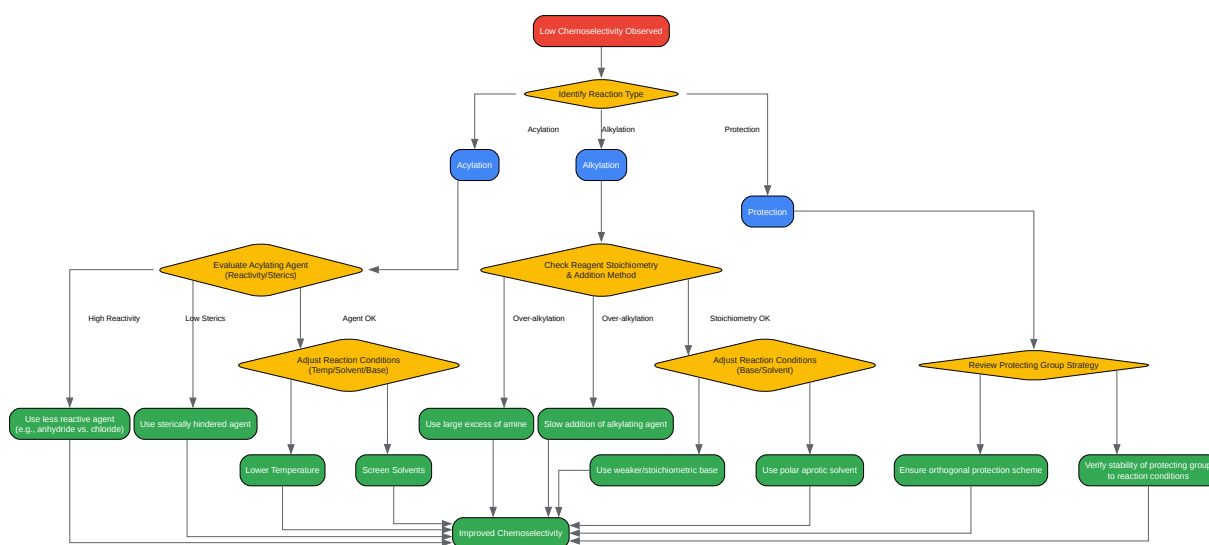 Low Chemoselectivity Observed
Identify Reaction Type
Acylation
Alkylation
Protection
Acylation
Alkylation
Protection
Evaluate Acylating Agent
(Reactivity/Sterics)
Check Reagent Stoichiometry
& Addition Method
High Reactivity
Low Sterics
Agent OK
Over-alkylation
Over-alkylation
Stoichiometry OK
Adjust Reaction Conditions
(Temp/Solvent/Base)
Adjust Reaction Conditions
(Base/Solvent)
Review Protecting Group Strategy
Use less reactive agent
(e.g., anhydride vs. chloride)
Use sterically hindered agent
Use large excess of amine
Slow addition of alkylating agent
Lower Temperature
Screen Solvents
Use weaker/stoichiometric base
Use polar aprotic solvent
Ensure orthogonal protection scheme
Verify stability of protecting group
to reaction conditions
Improved Chemoselectivity